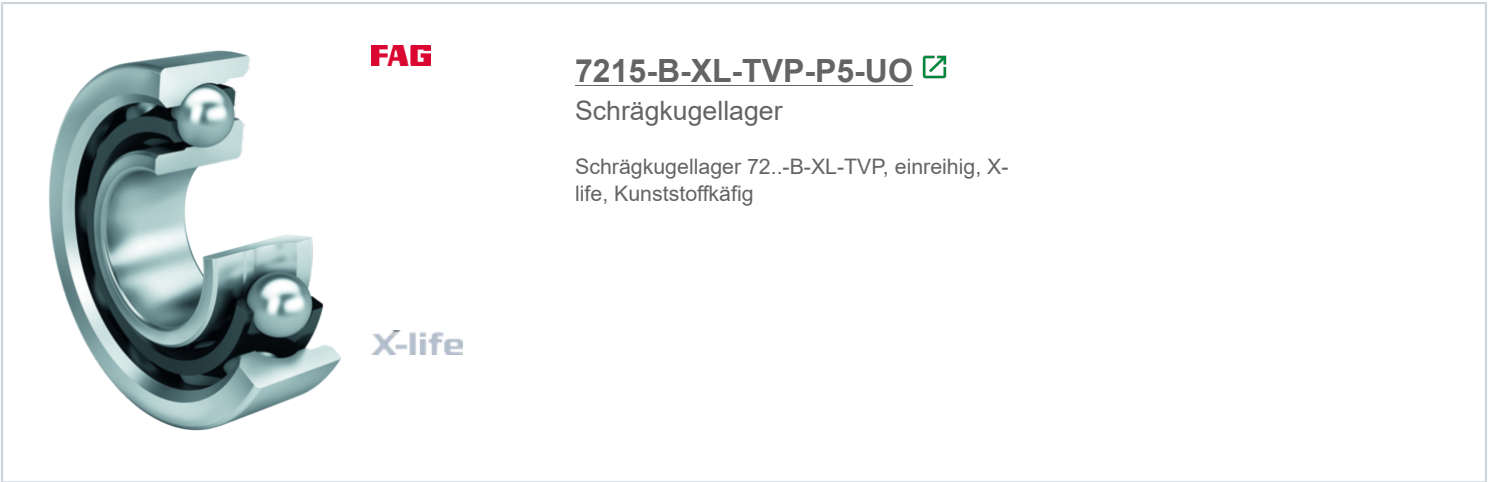 FAG
7215-B-XL-TVP-P5-UO
Schrägkugellager
Schrägkugellager 72..-B-XL-TVP, einreihig, X-
life, Kunststoffkäfig
X-life